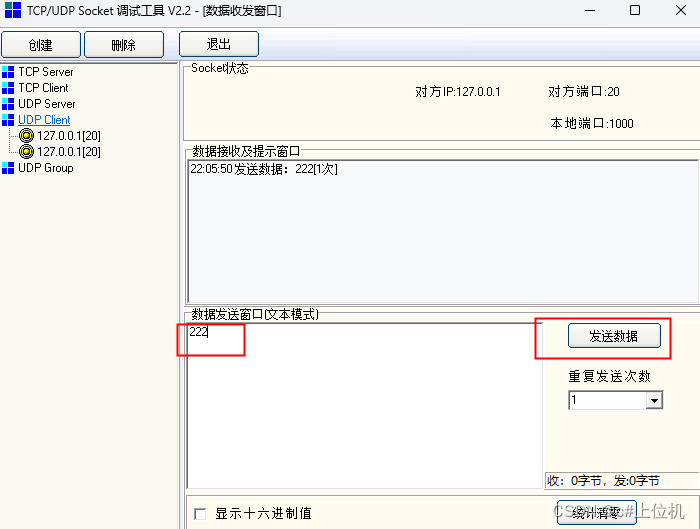 TCP/UDP Socket 调试工具 V2.2 - [数据收发窗口]
创建 删除 退出
TCP Server
TCP Client
UDP Server
UDP Client
127.0.0.1[20]
127.0.0.1[20]
UDP Group
Socket状态
对方IP:127.0.0.1 对方端口:20
本地端口:1000
数据接收及提示窗口
22:05:50 发送数据：222[1次]
数据发送窗口(文本模式)
222
发送数据
重复发送次数
1
收：0字节，发:0字节
显示十六进制值
统计清零
CSDN @c#上位机